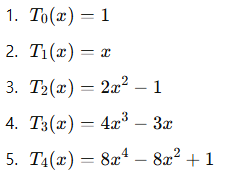 1. T₀(x) = 1
2. T₁(x) = x
3. T₂(x) = 2x² − 1
4. T₃(x) = 4x³ − 3x
5. T₄(x) = 8x⁴ − 8x² + 1